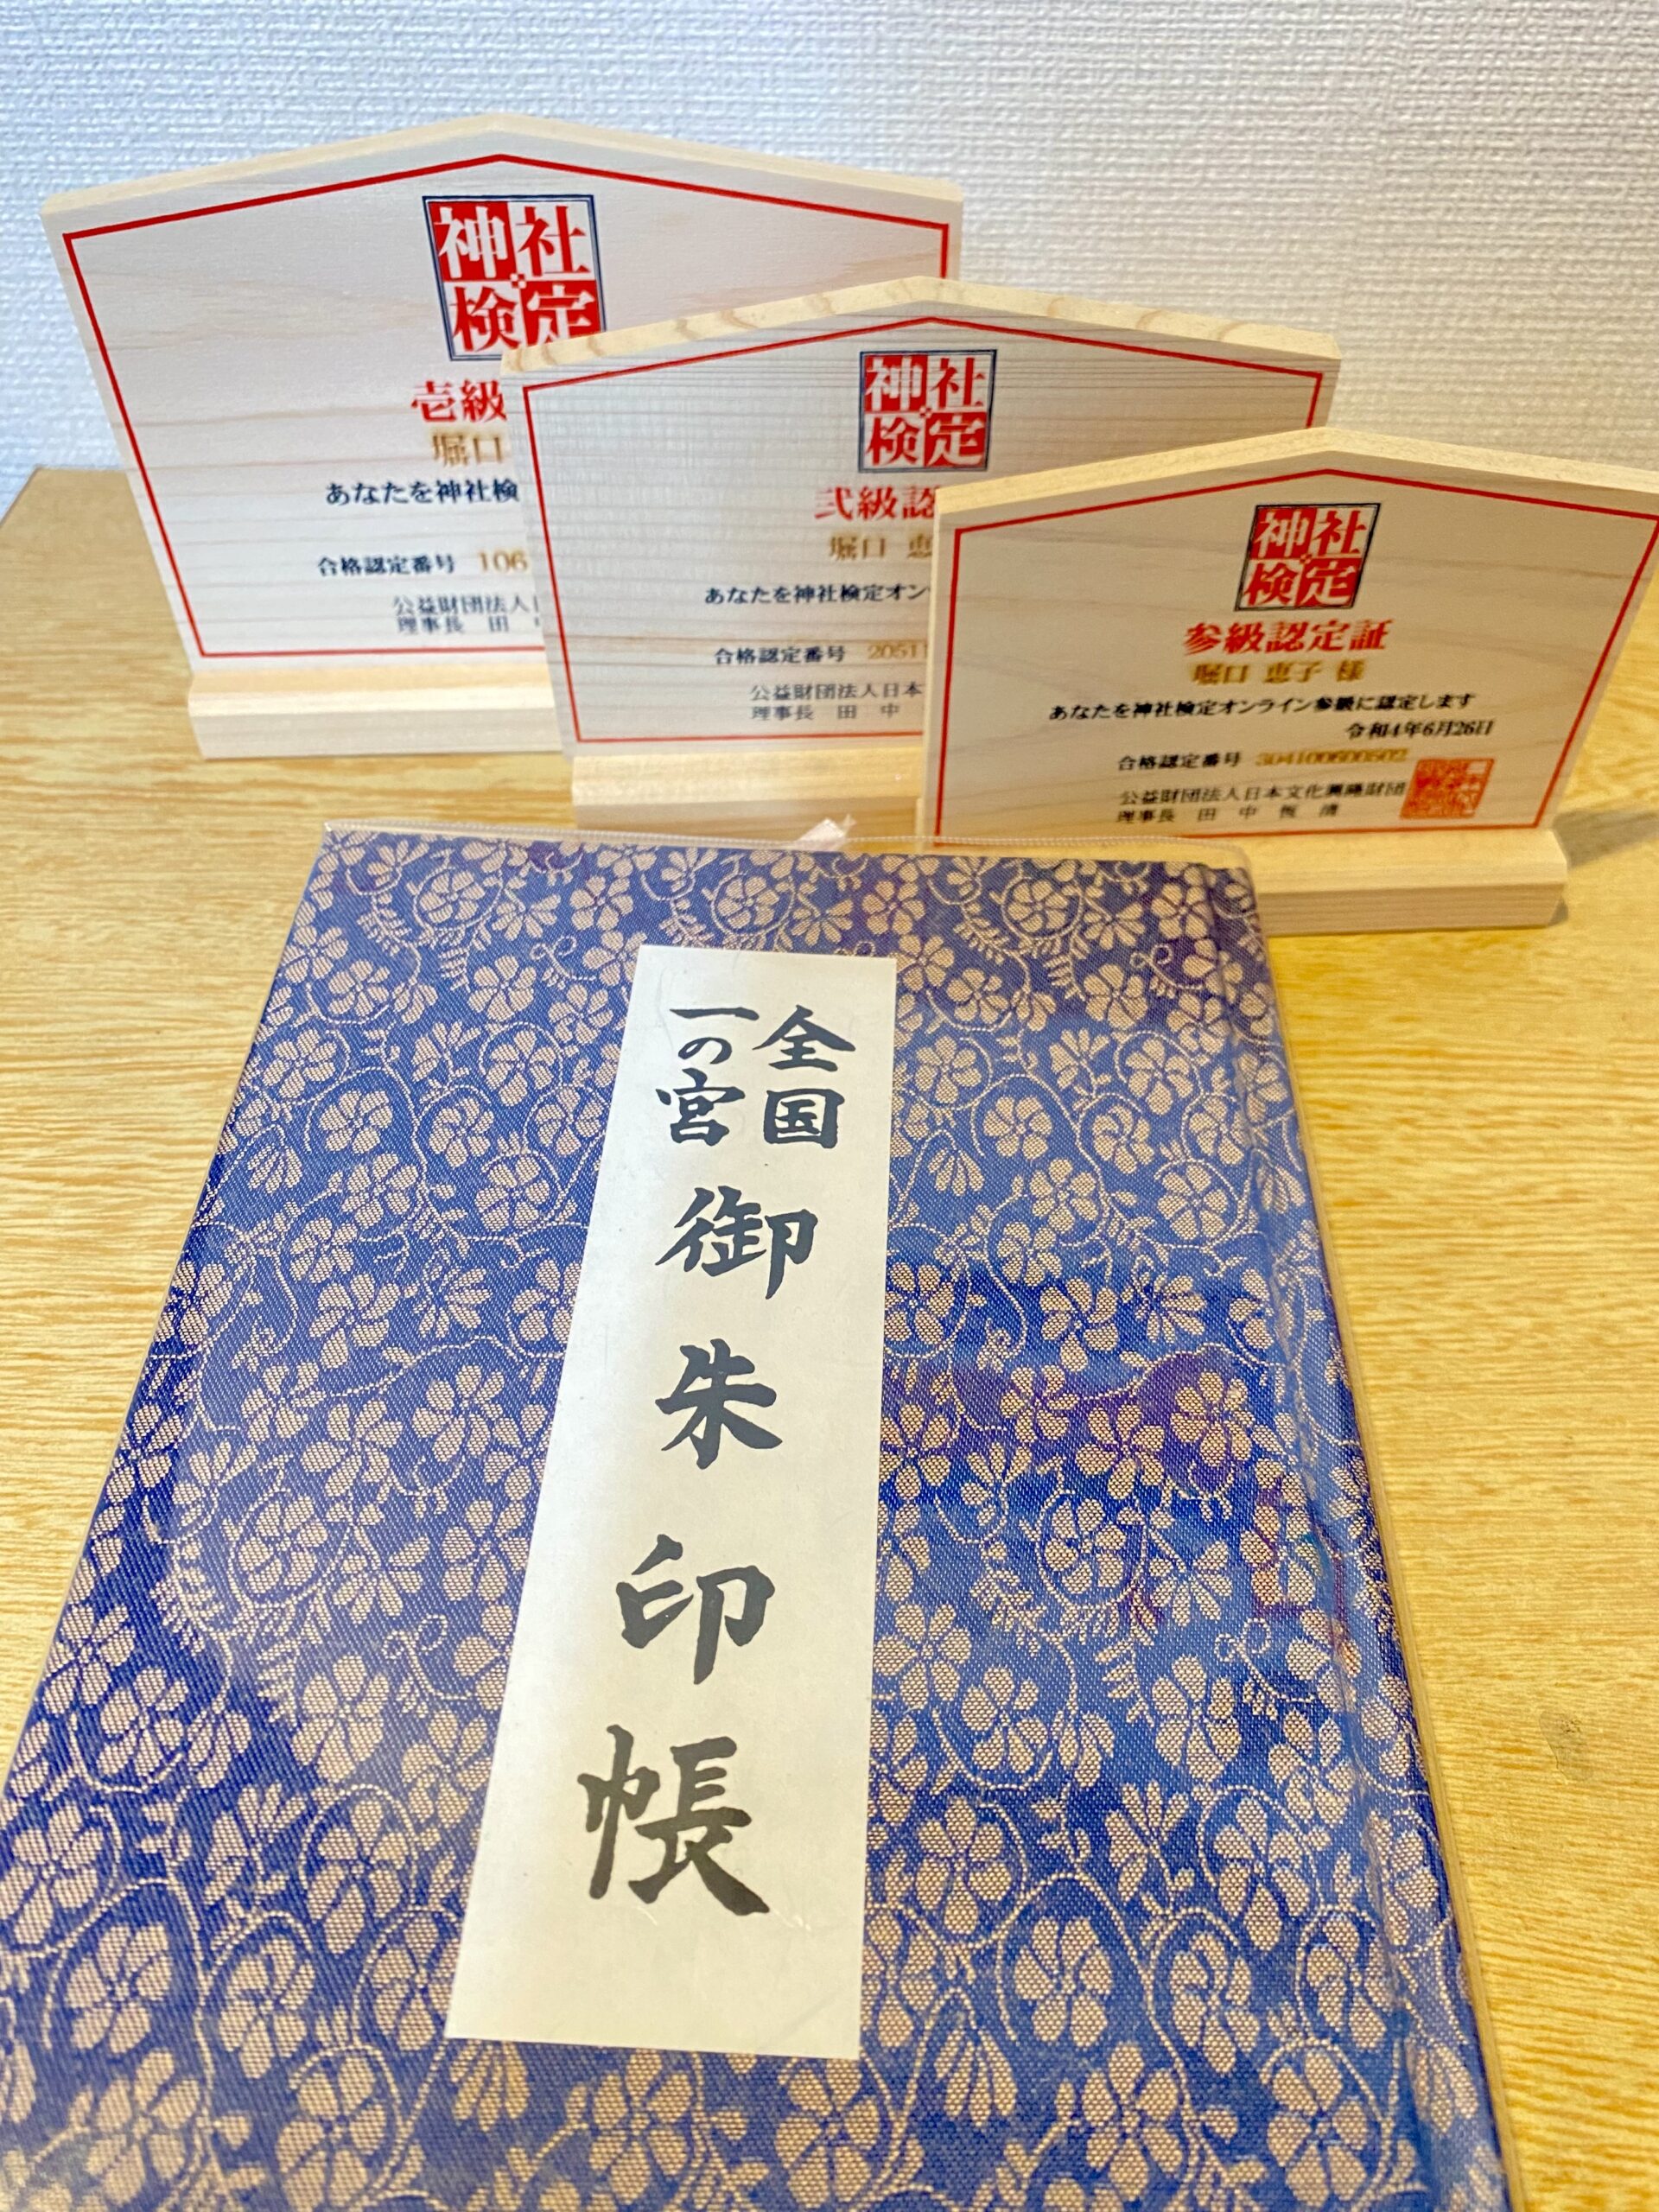 神社
検定
壱級
堀口
あなたを神社検
合格認定番号 106
公益財団法人日
理事長 田 中
神社
検定
弐級認
堀口 恵
あなたを神社検定オン
合格認定番号 20511
公益財団法人日本
理事長 田 中
神社
検定
参級認定証
堀口 恵子 様
あなたを神社検定オンライン参級に認定します
令和4年6月26日
合格認定番号 304100600502
公益財団法人日本文化興隆財団
理事長 田 中 恆 清
全国
一の宮
御朱印帳